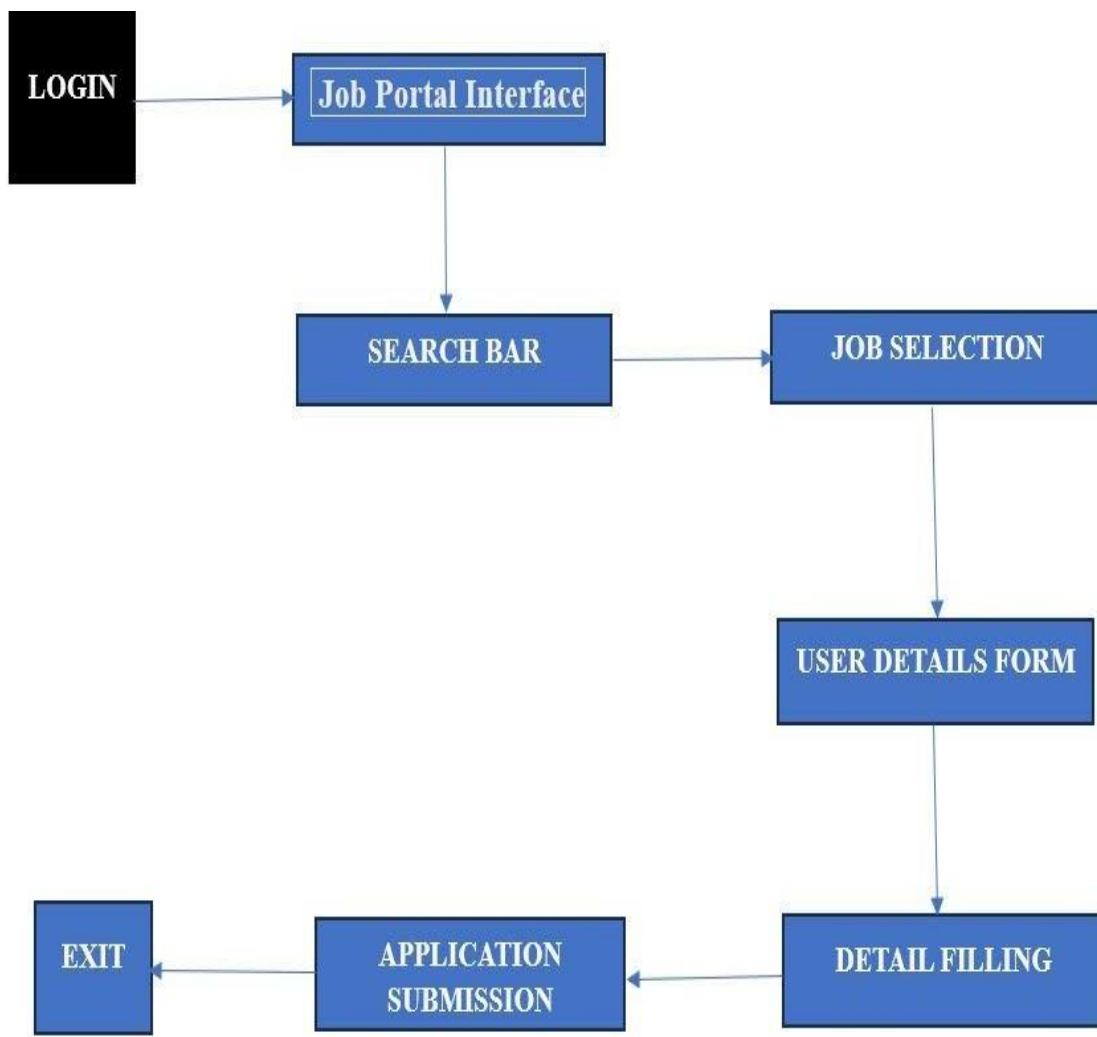 LOGIN
Job Portal Interface
SEARCH BAR
JOB SELECTION
USER DETAILS FORM
DETAIL FILLING
APPLICATION
SUBMISSION
EXIT